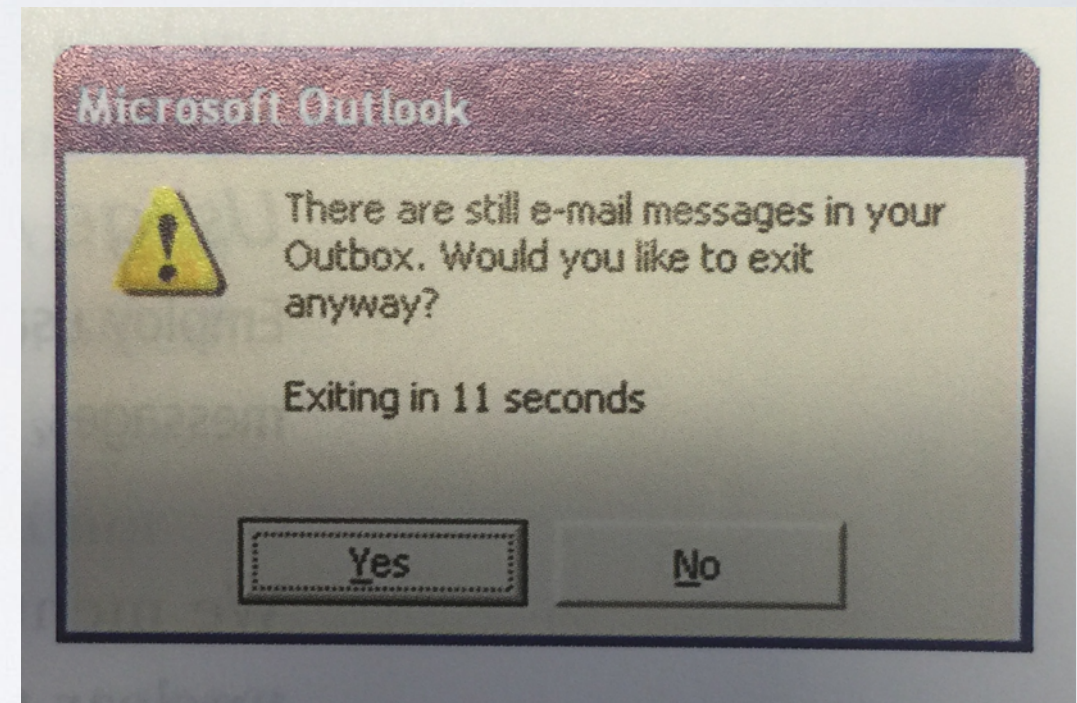 Microsoft Outlook
There are still e-mail messages in your
Outbox. Would you like to exit
anyway?
Exiting in 11 seconds
Yes
No